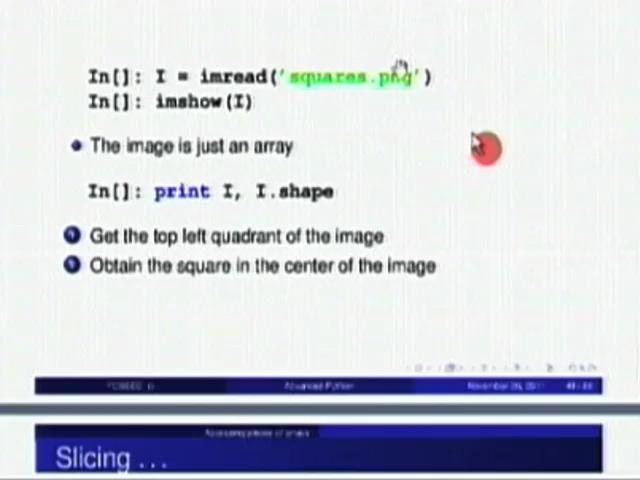 In[]: I = imread('squares.png')
In[]: imshow(I)
The image is just an array
In[]: print I, I.shape
Get the top left quadrant of the image
Obtain the square in the center of the image
Advanced Python
Slicing ...